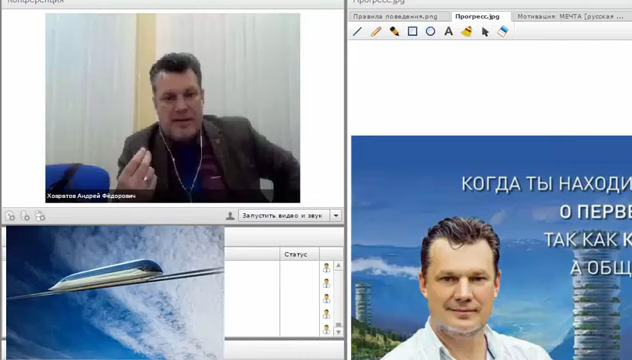 Прогресс.jpg
Правила поведения.png
Прогресс.jpg
Мотивация: МЕЧТА [русская ...
Ховратов Андрей Фёдорович
Запустить видео и звук
Статус
КОГДА ТЫ НАХОДИ
О ПЕРВЕ
ТАК КАК К
А ОБЩ